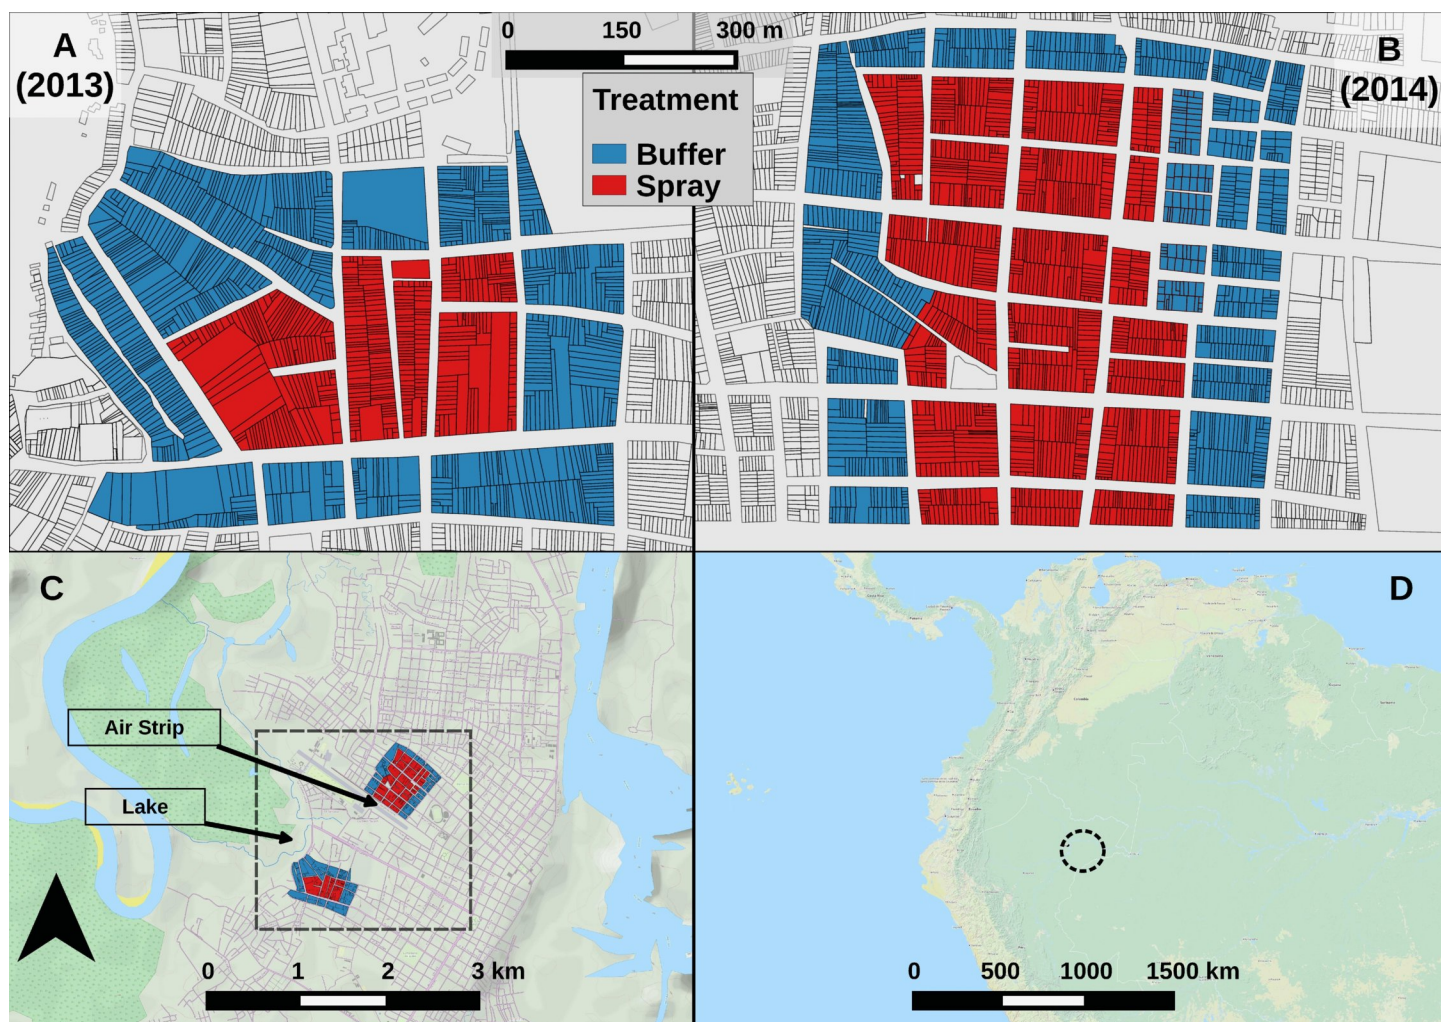 A
(2013)
0 150 300 m
Treatment
Buffer
Spray
B
(2014)
C
Air Strip
Lake
0 1 2 3 km
D
0 500 1000 1500 km